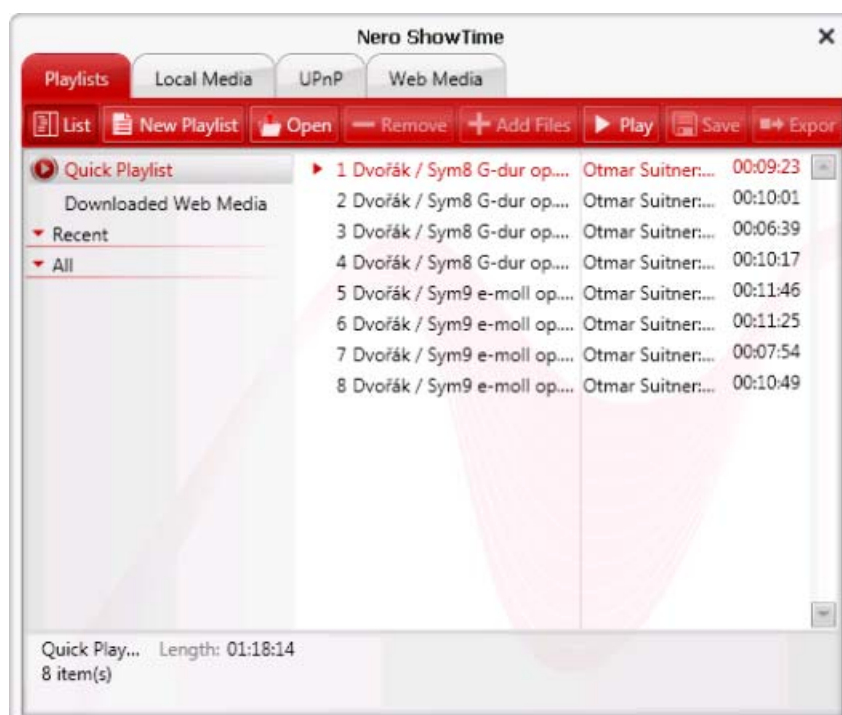 Nero ShowTime
Playlists Local Media UPnP Web Media
List New Playlist Open Remove Add Files Play Save Expor
Quick Playlist
Downloaded Web Media
Recent
All
1 Dvořák / Sym8 G-dur op.... Otmar Suitner:... 00:09:23
2 Dvořák / Sym8 G-dur op.... Otmar Suitner:... 00:10:01
3 Dvořák / Sym8 G-dur op.... Otmar Suitner:... 00:06:39
4 Dvořák / Sym8 G-dur op.... Otmar Suitner:... 00:10:17
5 Dvořák / Sym9 e-moll op.... Otmar Suitner:... 00:11:46
6 Dvořák / Sym9 e-moll op.... Otmar Suitner:... 00:11:25
7 Dvořák / Sym9 e-moll op.... Otmar Suitner:... 00:07:54
8 Dvořák / Sym9 e-moll op.... Otmar Suitner:... 00:10:49
Quick Play... Length: 01:18:14
8 item(s)